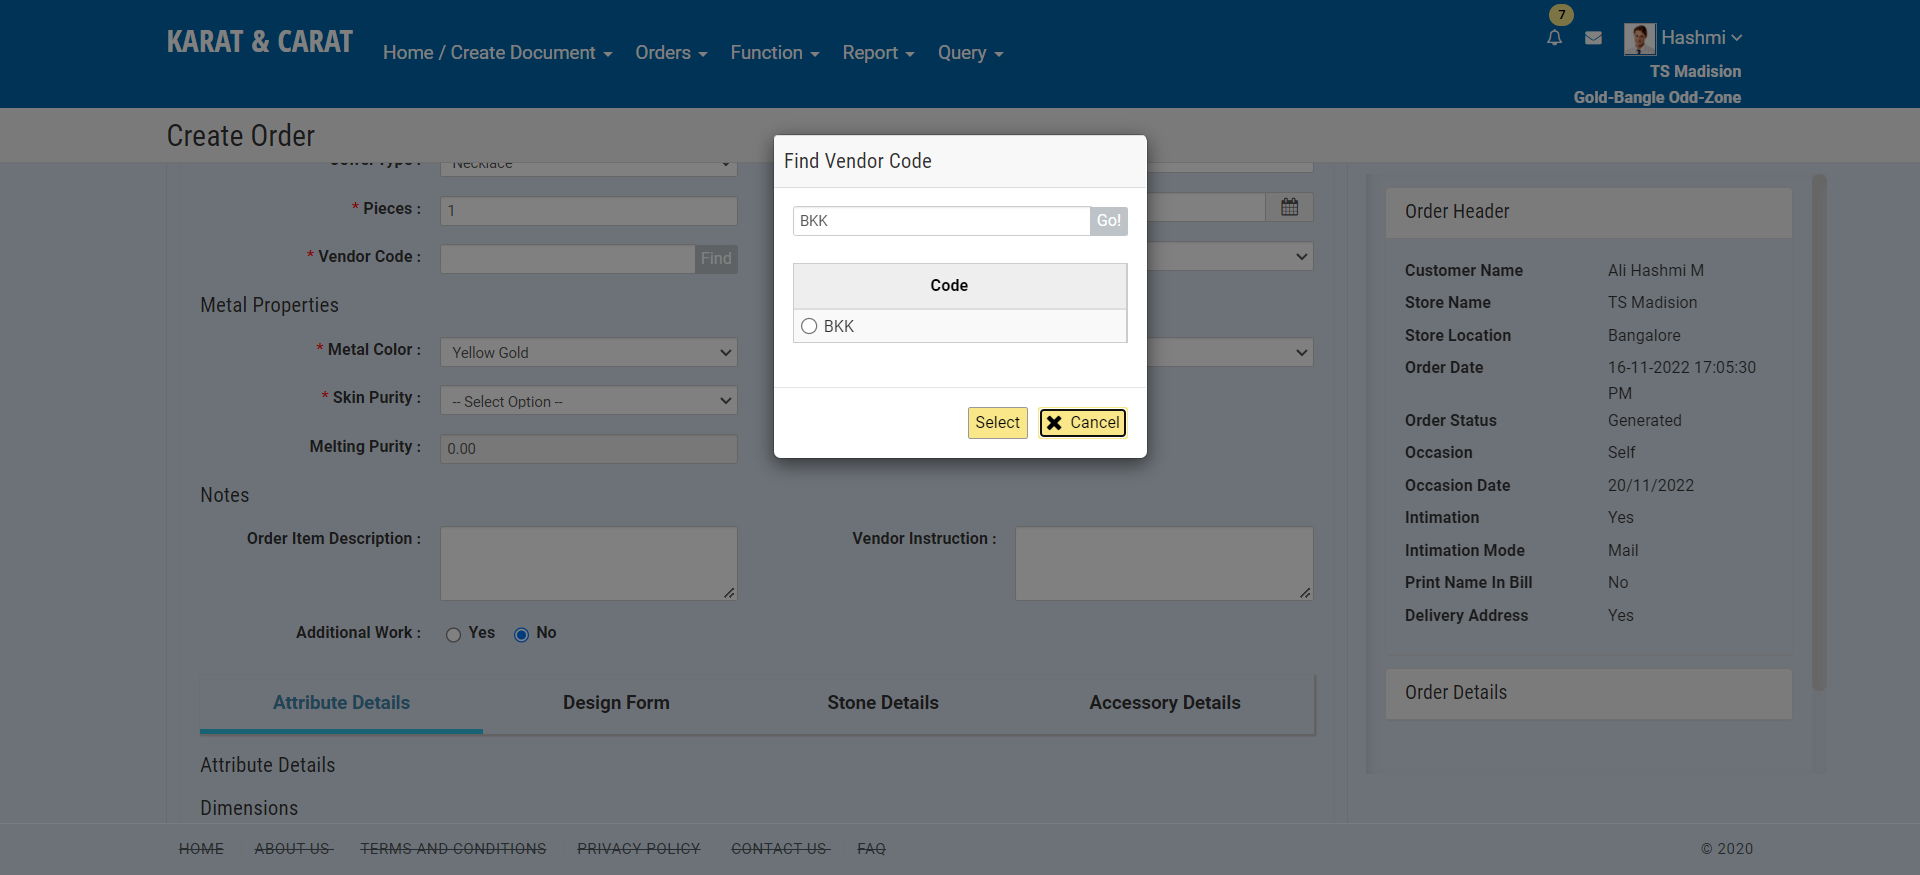 7
KARAT & CARAT
Home / Create Document
Orders
Function
Report
Query
Hashmi
TS Madision
Gold-Bangle Odd-Zone
Create Order
Necklace
* Pieces :
1
* Vendor Code :
Find
Metal Properties
* Metal Color :
Yellow Gold
* Skin Purity :
-- Select Option --
Melting Purity :
0.00
Notes
Order Item Description :
Vendor Instruction :
Additional Work :
Yes
No
Attribute Details
Design Form
Stone Details
Accessory Details
Attribute Details
Dimensions
Find Vendor Code
BKK
Go!
Code
BKK
Select
Cancel
Order Header
Customer Name Ali Hashmi M
Store Name TS Madision
Store Location Bangalore
Order Date 16-11-2022 17:05:30
PM
Order Status Generated
Occasion Self
Occasion Date 20/11/2022
Intimation Yes
Intimation Mode Mail
Print Name In Bill No
Delivery Address Yes
Order Details
HOME ABOUT US TERMS AND CONDITIONS PRIVACY POLICY CONTACT US FAQ
© 2020